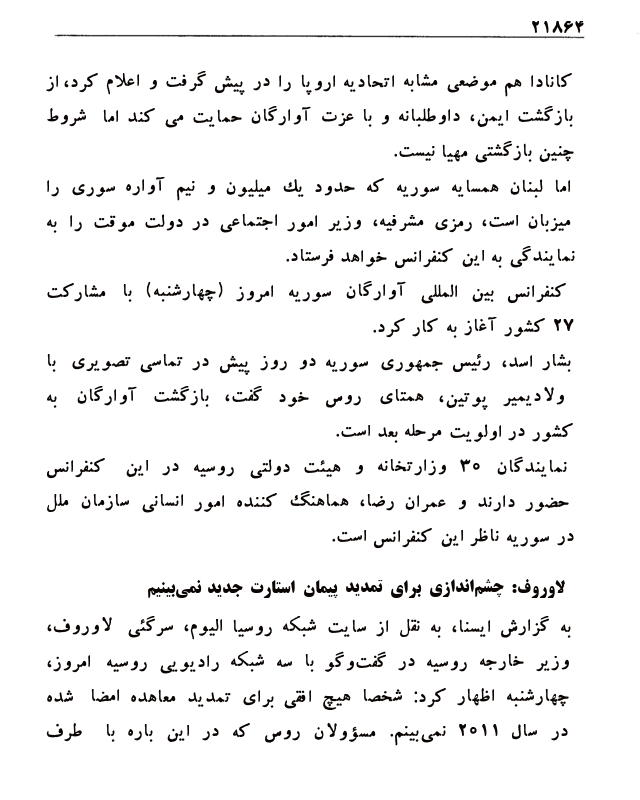 ۲۱۸۶۴
کانادا هم موضعی مشابه اتحادیه اروپا را در پیش گرفت و اعلام کرد، از
بازگشت ایمن، داوطلبانه و با عزت آوارگان حمایت می کند اما شروط
چنین بازگشتی مهیا نیست.
اما لبنان همسایه سوریه که حدود یك میلیون و نیم آواره سوری را
میزبان است، رمزی مشرفیه، وزیر امور اجتماعی در دولت موقت را به
نمایندگی به این کنفرانس خواهد فرستاد.
کنفرانس بین المللی آوارگان سوریه امروز (چهارشنبه) با مشارکت
۲۷ کشور آغاز به کار کرد.
بشار اسد، رئیس جمهوری سوریه دو روز پیش در تماسی تصویری با
ولادیمیر پوتین، همتای روس خود گفت، بازگشت آوارگان به
کشور در اولویت مرحله بعد است.
نمایندگان ۳۰ وزارتخانه و هیئت دولتی روسیه در این کنفرانس
حضور دارند و عمران رضا، هماهنگ کننده امور انسانی سازمان ملل
در سوریه ناظر این کنفرانس است.
لاوروف: چشم‌اندازی برای تمدید پیمان استارت جدید نمی‌بینیم
به گزارش ایسنا، به نقل از سایت شبکه روسیا الیوم، سرگئی لاوروف،
وزیر خارجه روسیه در گفت‌وگو با سه شبکه رادیویی روسیه امروز،
چهارشنبه اظهار کرد: شخصا هیچ افقی برای تمدید معاهده امضا شده
در سال ۲۰۱۱ نمی‌بینم. مسؤولان روس که در این باره با طرف